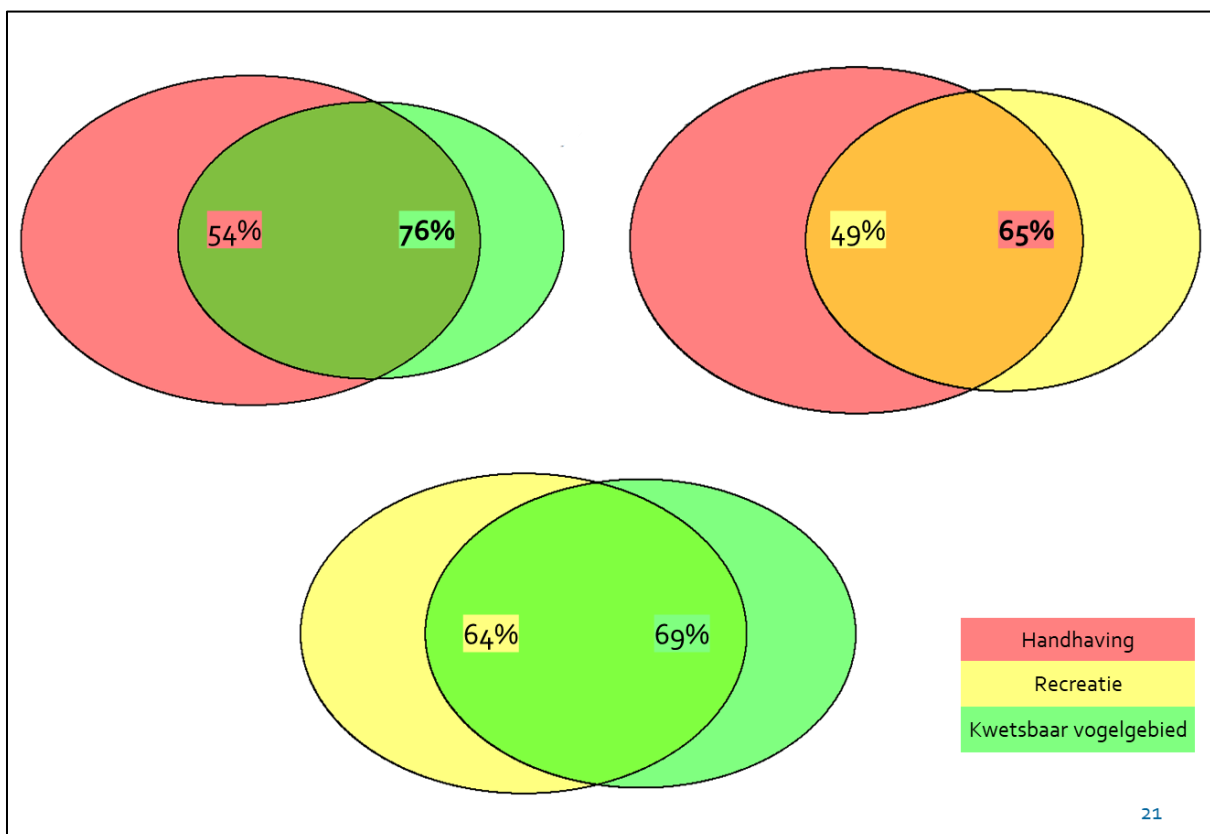 54%
76%
49%
65%
64%
69%
Handhaving
Recreatie
Kwetsbaar vogelgebied
21